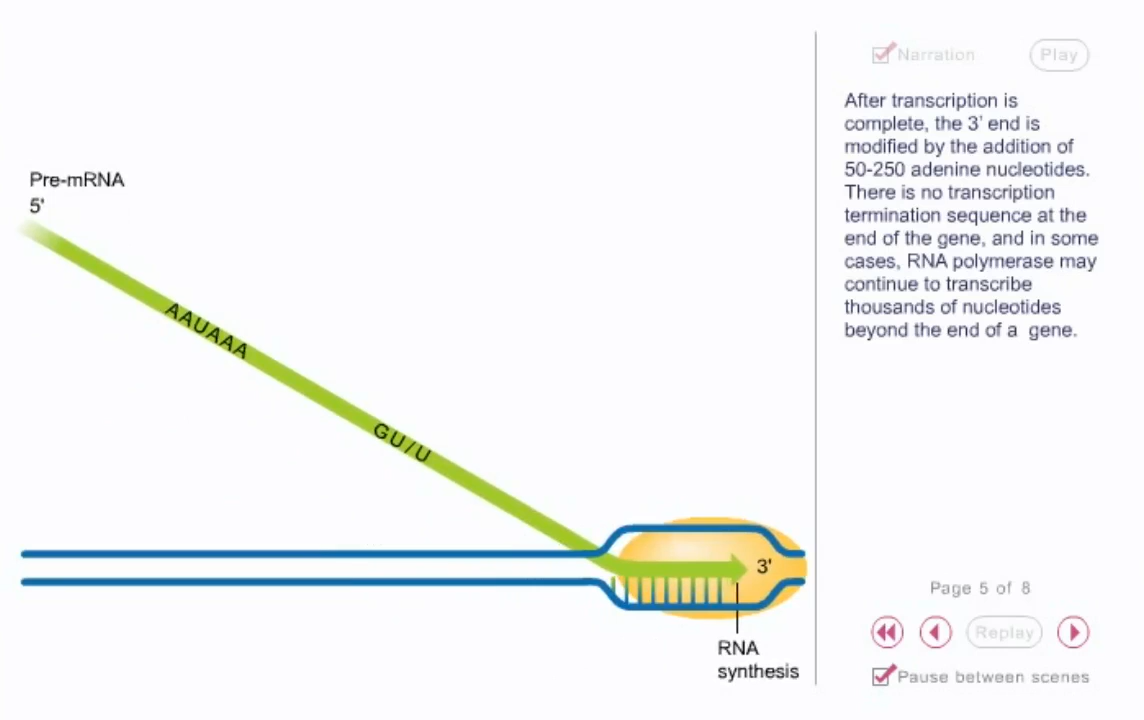 Narration
Play
After transcription is
complete, the 3' end is
modified by the addition of
50-250 adenine nucleotides.
There is no transcription
termination sequence at the
end of the gene, and in some
cases, RNA polymerase may
continue to transcribe
thousands of nucleotides
beyond the end of a gene.
Pre-mRNA
5'
AAUAAA
GU/U
3'
RNA
synthesis
Page 5 of 8
Replay
Pause between scenes